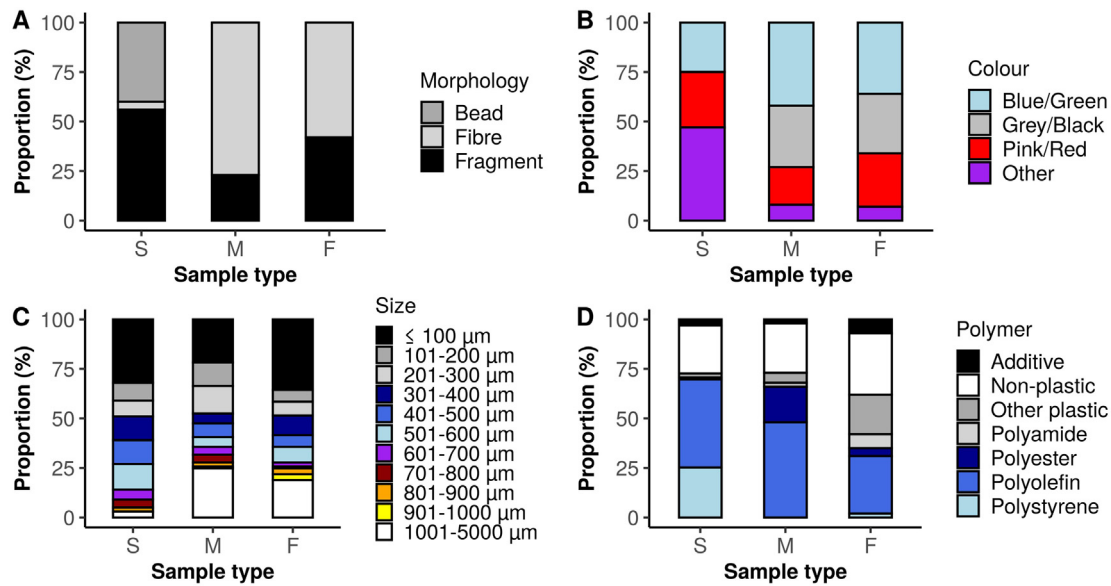 A
100
75
50
25
0
Proportion (%)
S M F
Sample type
Morphology
Bead
Fibre
Fragment
B
100
75
50
25
0
Proportion (%)
S M F
Sample type
Colour
Blue/Green
Grey/Black
Pink/Red
Other
C
100
75
50
25
0
Proportion (%)
S M F
Sample type
Size
≤ 100 µm
101-200 µm
201-300 µm
301-400 µm
401-500 µm
501-600 µm
601-700 µm
701-800 µm
801-900 µm
901-1000 µm
1001-5000 µm
D
100
75
50
25
0
Proportion (%)
S M F
Sample type
Polymer
Additive
Non-plastic
Other plastic
Polyamide
Polyester
Polyolefin
Polystyrene